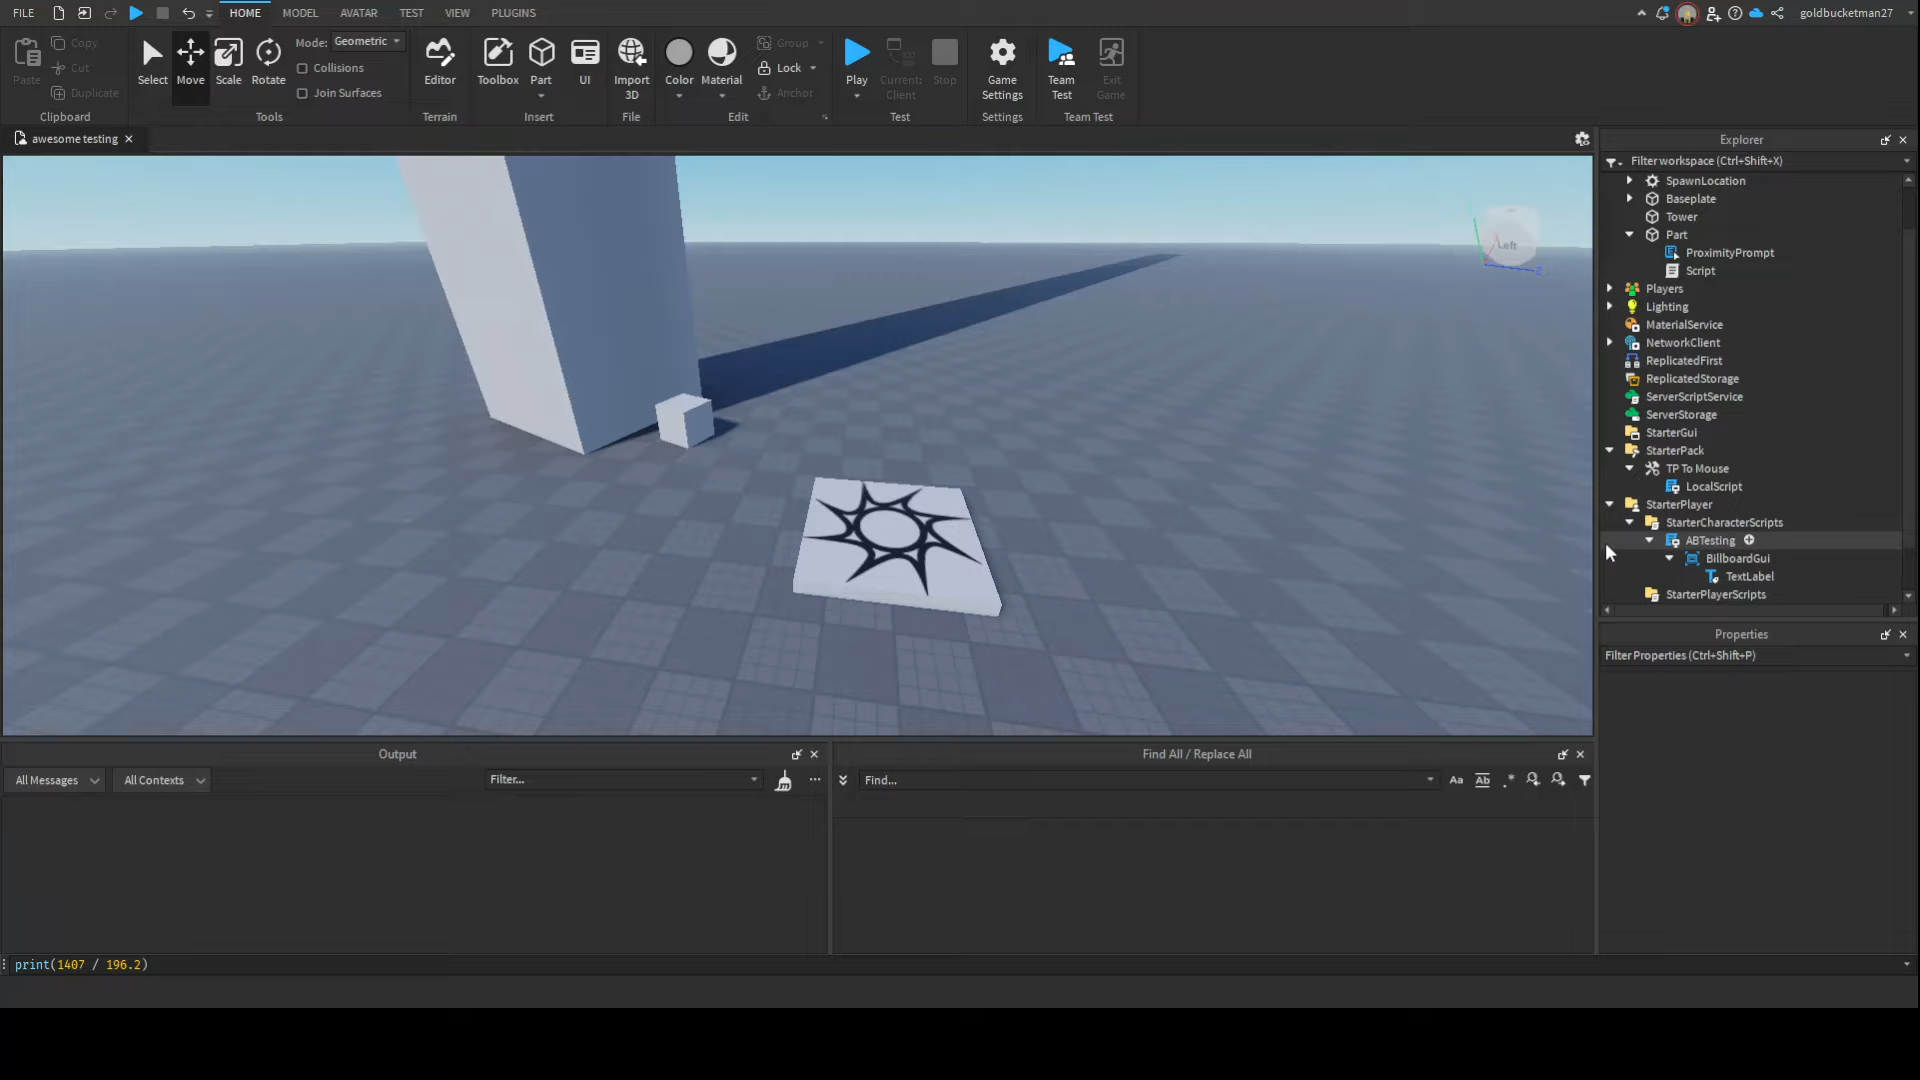 FILE HOME MODEL AVATAR TEST VIEW PLUGINS goldbucketman27
Paste Copy Cut Duplicate Clipboard
Select Move Scale Rotate Mode: Geometric Collisions Join Surfaces Tools
Editor Terrain
Toolbox Part UI Insert
Import 3D File
Color Material Group Lock Anchor Edit
Play Current: Client Stop Test
Game Settings Settings
Team Test Exit Game Team Test
awesome testing
Left
Z
Explorer
Filter workspace (Ctrl+Shift+X)
SpawnLocation
Baseplate
Tower
Part
ProximityPrompt
Script
Players
Lighting
MaterialService
NetworkClient
ReplicatedFirst
ReplicatedStorage
ServerScriptService
ServerStorage
StarterGui
StarterPack
TP To Mouse
LocalScript
StarterPlayer
StarterCharacterScripts
ABTesting
BillboardGui
TextLabel
StarterPlayerScripts
Properties
Filter Properties (Ctrl+Shift+P)
Output
All Messages All Contexts Filter...
Find All / Replace All
Find... Aa Ab .*
print(1407 / 196.2)